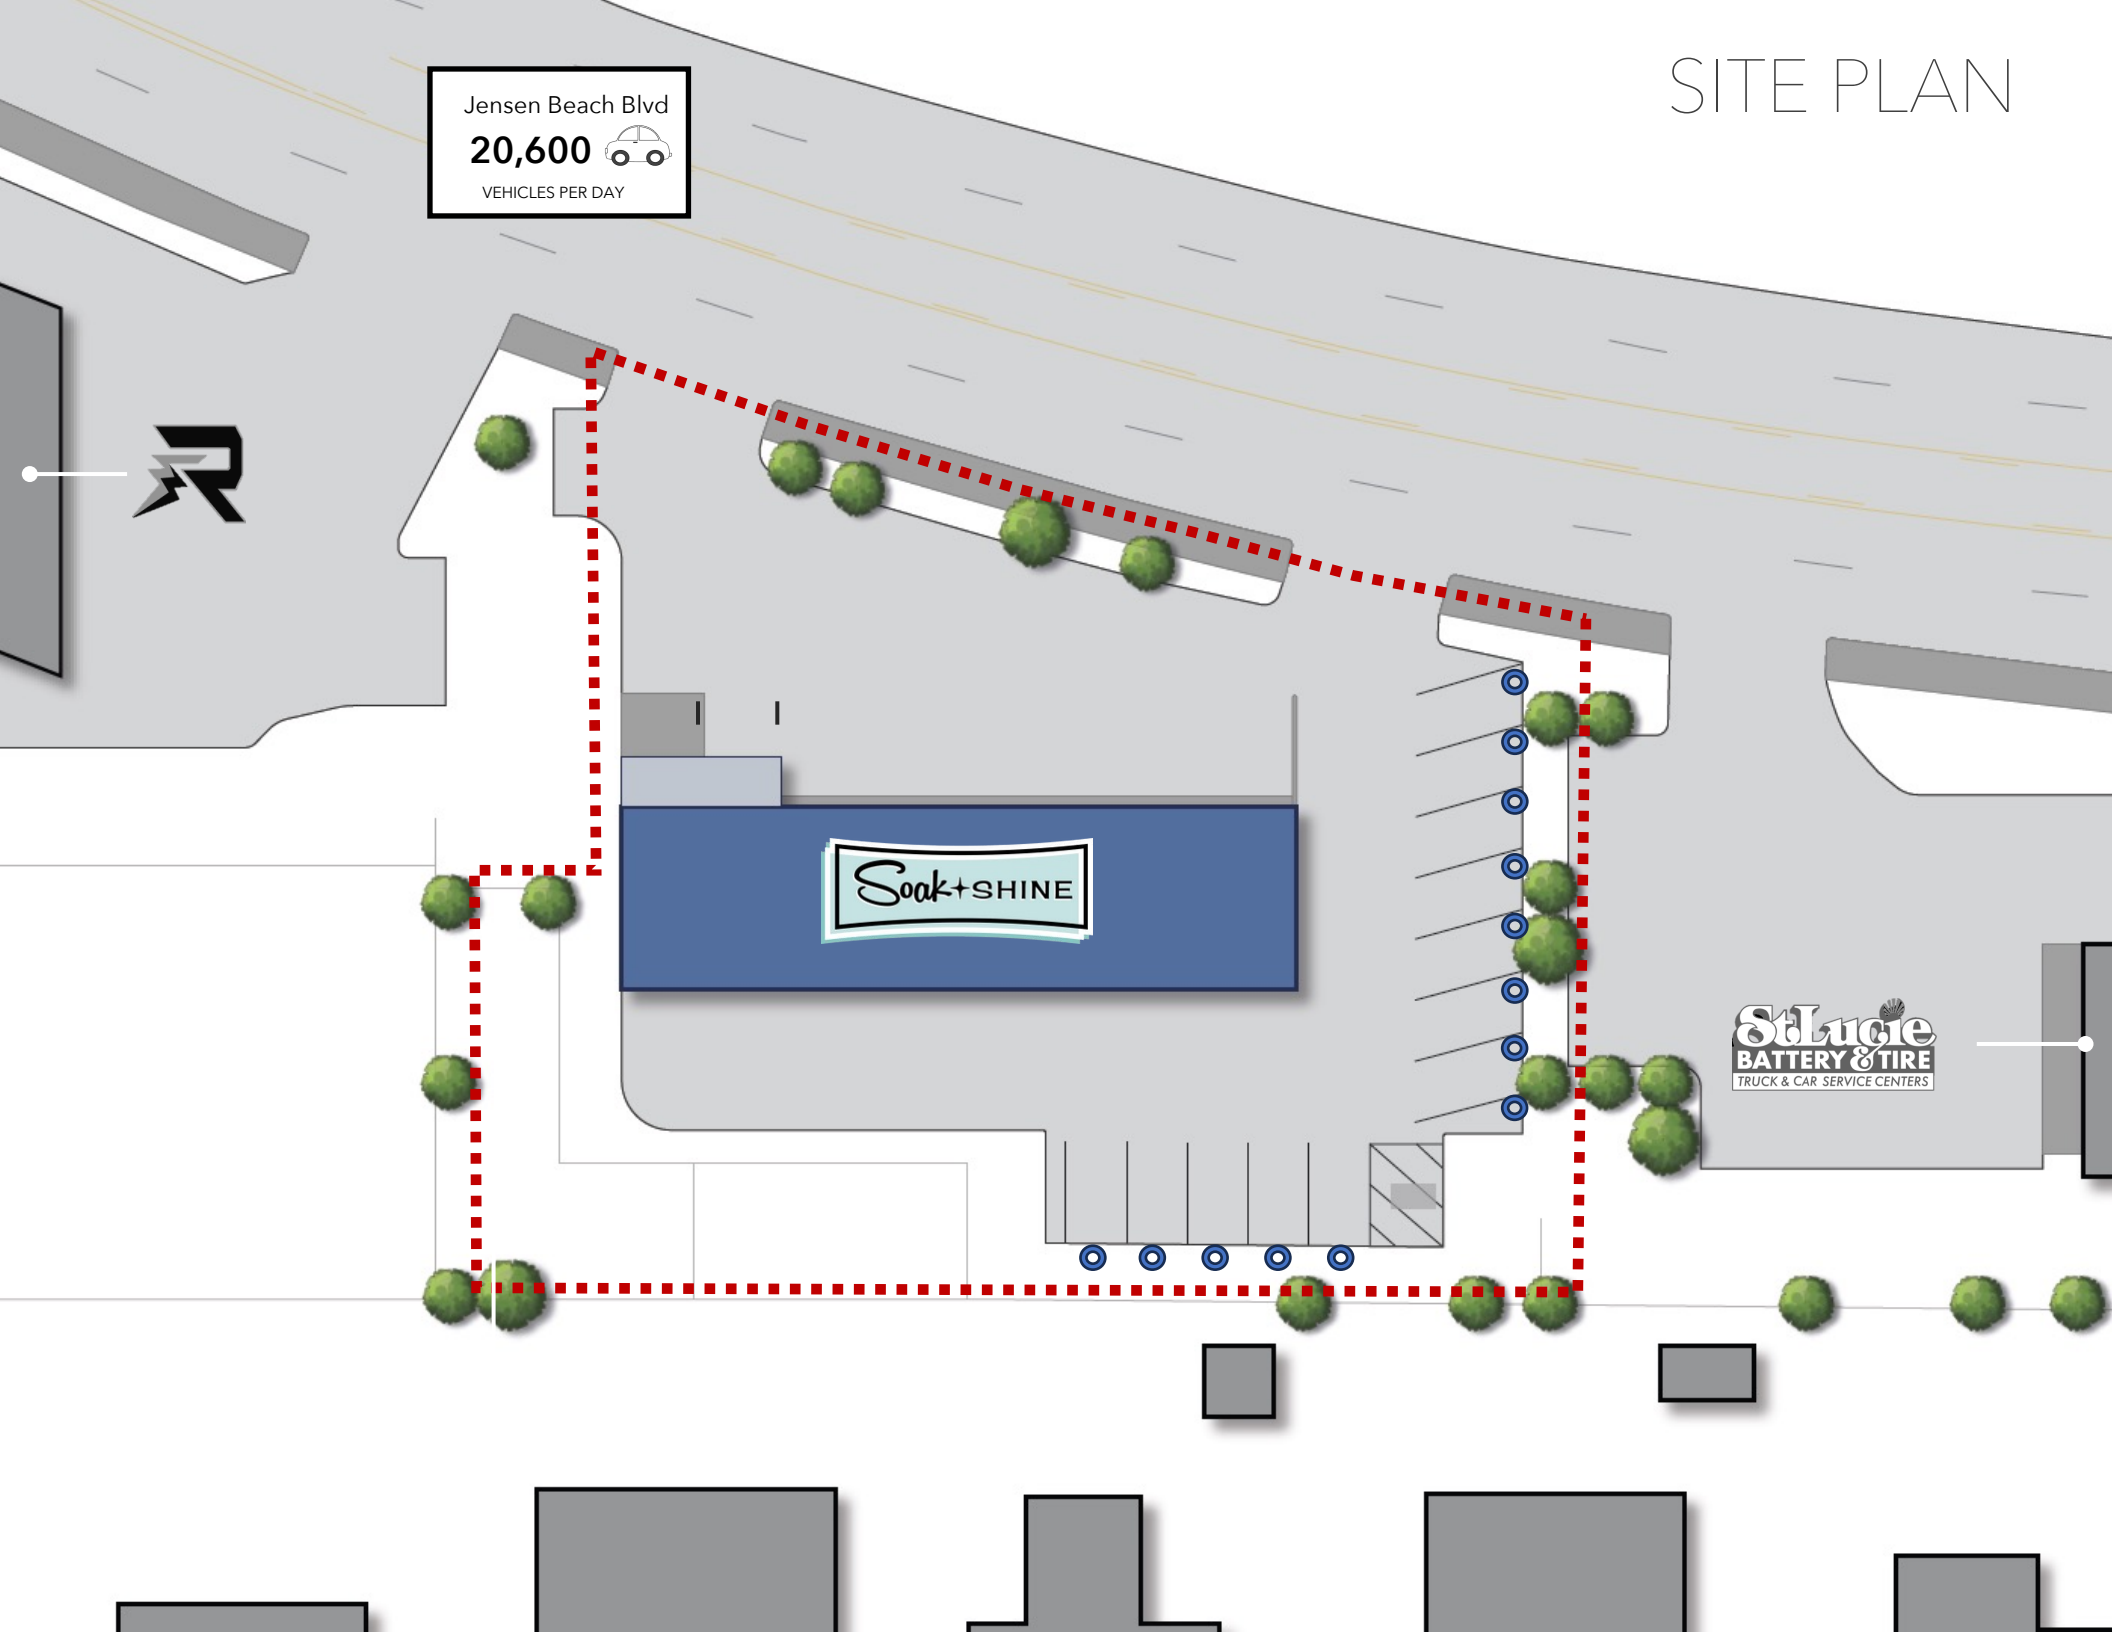 SITE PLAN
Jensen Beach Blvd
20,600
VEHICLES PER DAY
R
Soak SHINE
St Lucie
BATTERY & TIRE
TRUCK & CAR SERVICE CENTERS